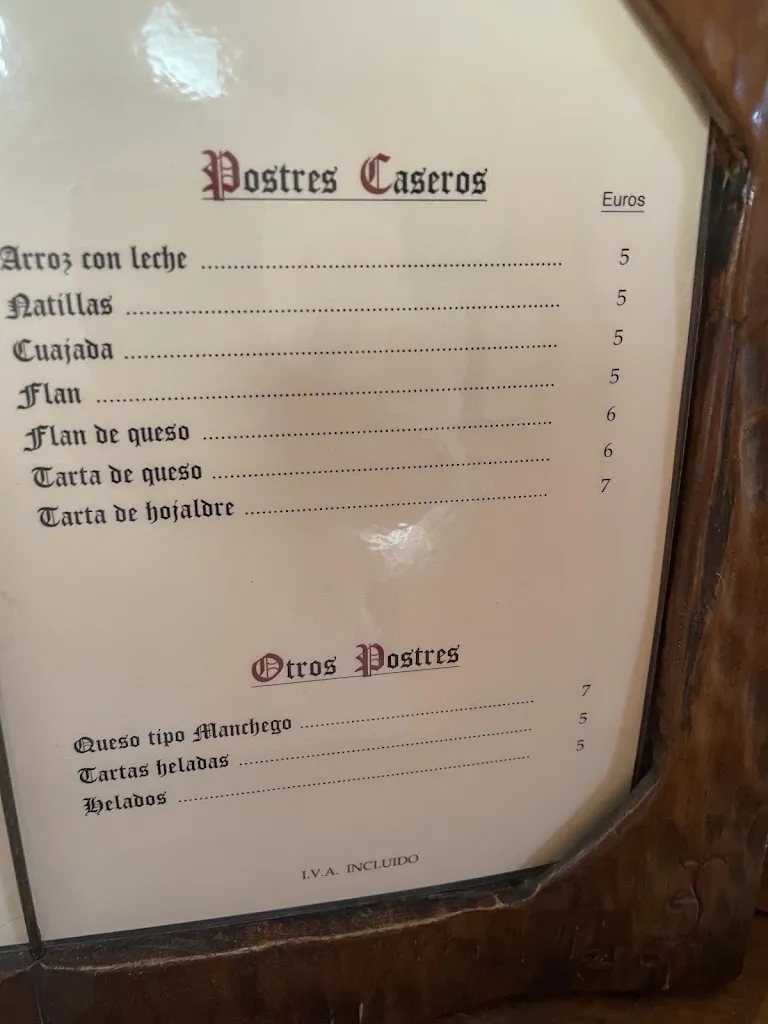 Postres Caseros
Euros
Arroz con leche ........................................................ 5
Natillas ........................................................ 5
Cuajada ........................................................ 5
Flan ........................................................ 5
Flan de queso ........................................................ 6
Tarta de queso ........................................................ 6
Tarta de hojaldre ........................................................ 7
Otros Postres
Queso tipo Manchego ........................................................ 7
Tartas heladas ........................................................ 5
Helados ........................................................ 5
I.V.A. INCLUIDO